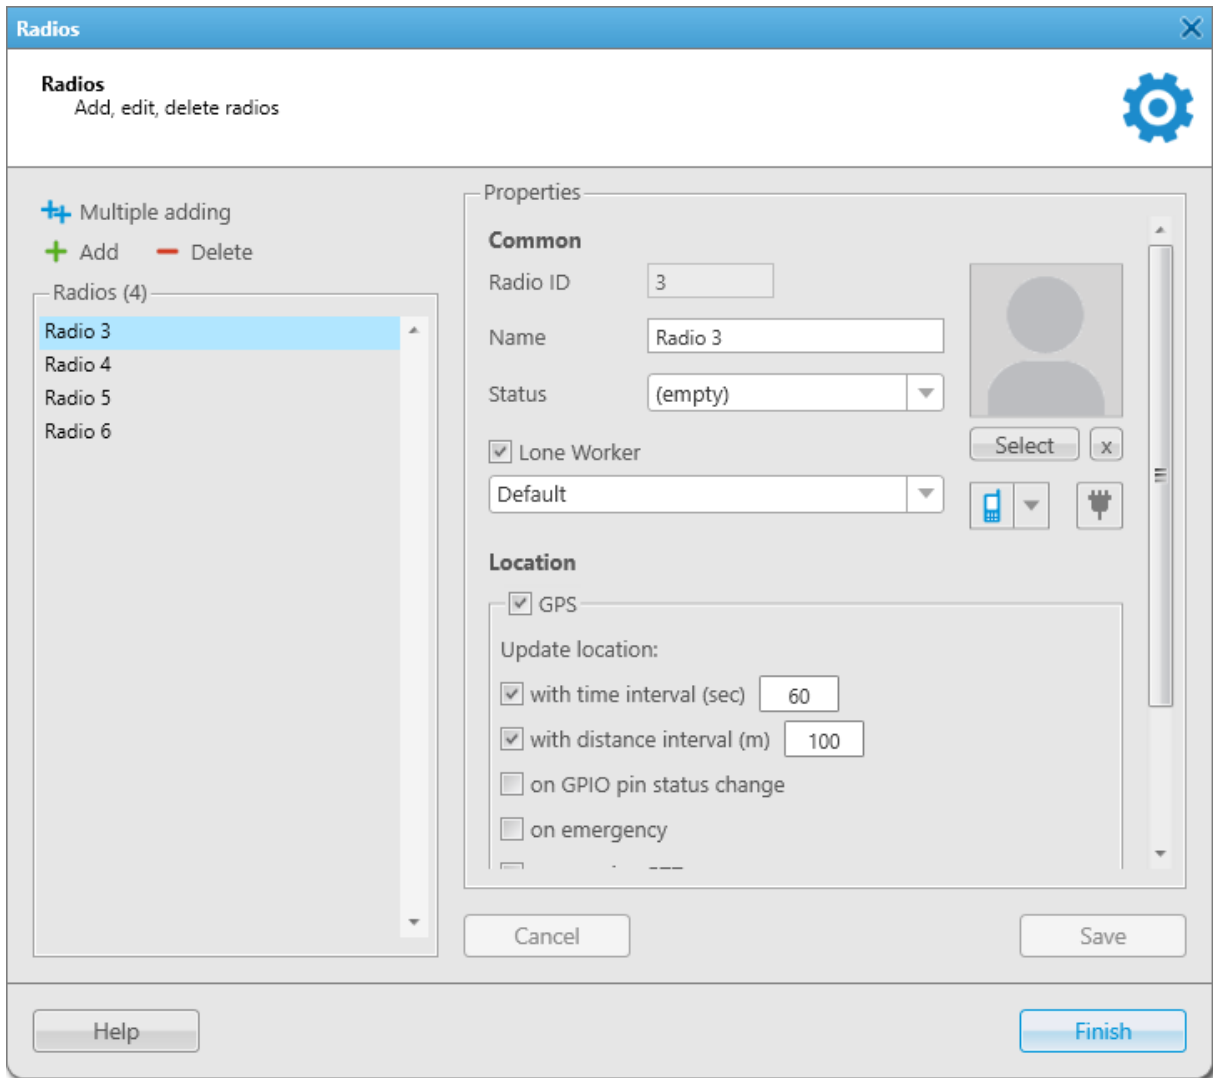 Radios
Radios
Add, edit, delete radios
Multiple adding
Add Delete
Radios (4)
Radio 3
Radio 4
Radio 5
Radio 6
Properties
Common
Radio ID 3
Name Radio 3
Status (empty)
Select x
Lone Worker
Default
Location
GPS
Update location:
with time interval (sec) 60
with distance interval (m) 100
on GPIO pin status change
on emergency
Cancel Save
Help Finish